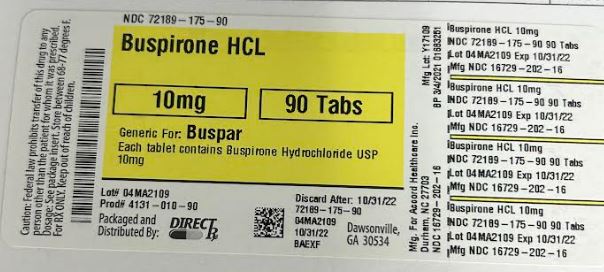 Caution: Federal law prohibits transfer of this drug to any
person other than the patient for whom it was prescribed.
Dosage: See package insert. Store between 68-77 degrees F.
For RX ONLY. Keep out of reach of children.
NDC 72189-175-90
Buspirone HCL
10mg
90 Tabs
Generic For: Buspar
Each tablet contains Buspirone Hydrochloride USP
10mg
Lot# 04MA2109
Prod# 4131-010-90
Packaged and
Distributed By:
DIRECT Rx
Discard After: 10/31/22
72189-175-90
04MA2109
10/31/22
BAEXF
Dawsonville,
GA 30534
Mfg. For Accord Healthcare Inc.
Durham, NC 27703
NDC 16729-202-16
Mfg Lot: Y17109
BP 3/4/2021 01683251
Buspirone HCL 10mg
NDC 72189-175-90 90 Tabs
Lot 04MA2109 Exp 10/31/22
Mfg NDC 16729-202-16
Buspirone HCL 10mg
NDC 72189-175-90 90 Tabs
Lot 04MA2109 Exp 10/31/22
Mfg NDC 16729-202-16
Buspirone HCL 10mg
NDC 72189-175-90 90 Tabs
Lot 04MA2109 Exp 10/31/22
Mfg NDC 16729-202-16
Buspirone HCL 10mg
NDC 72189-175-90 90 Tabs
Lot 04MA2109 Exp 10/31/22
Mfg NDC 16729-202-16